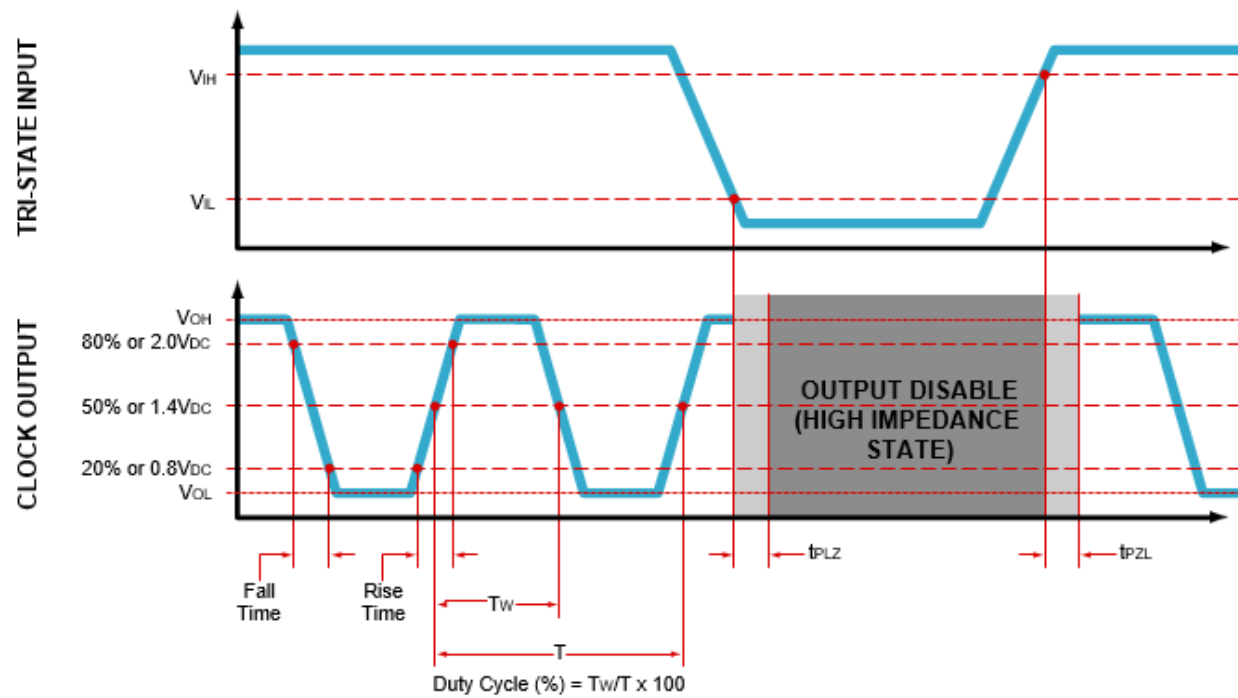 TRI-STATE INPUT
VIH
VIL
CLOCK OUTPUT
VOH
80% or 2.0VDC
50% or 1.4VDC
20% or 0.8VDC
VOL
OUTPUT DISABLE
(HIGH IMPEDANCE
STATE)
tPLZ
tPZL
Fall
Time
Rise
Time
TW
T
Duty Cycle (%) = TW/T x 100